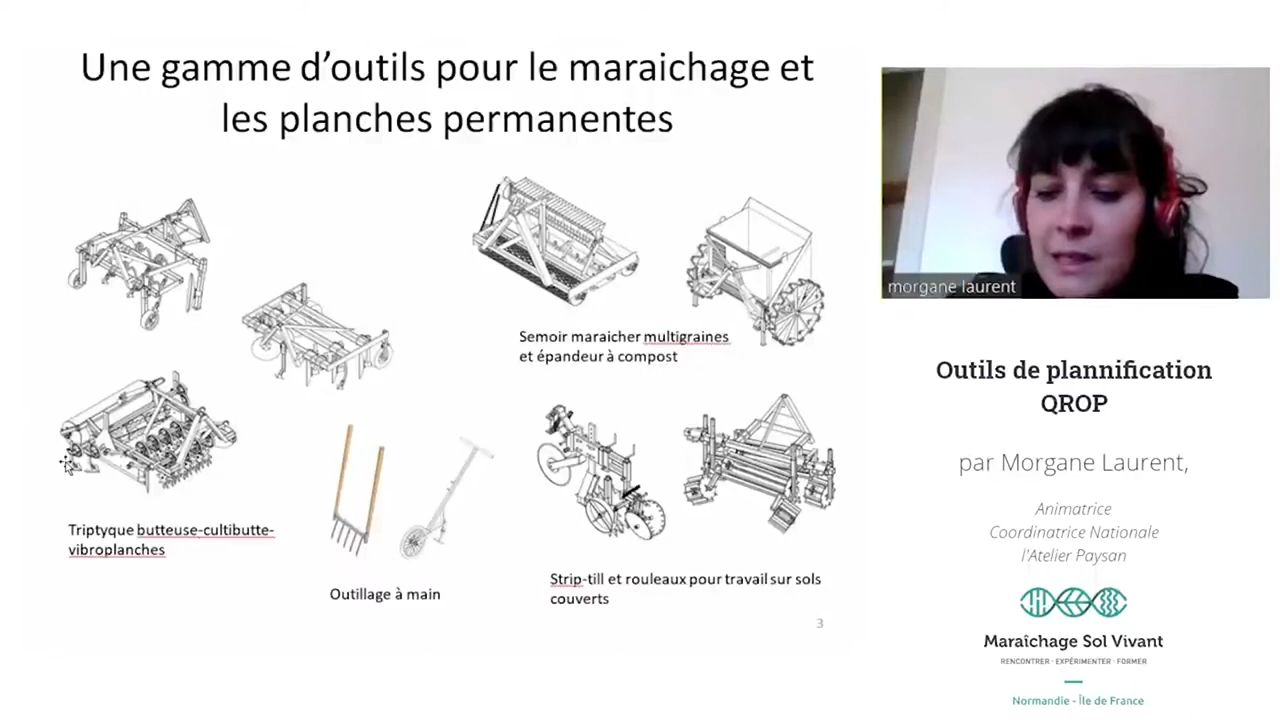 Une gamme d’outils pour le maraichage et
les planches permanentes
Semoir maraicher multigraines
et épandeur à compost
Triptyque butteuse-cultibutte-
vibroplanches
Outillage à main
Strip-till et rouleaux pour travail sur sols
couverts
3
morgane laurent
Outils de plannification
QROP
par Morgane Laurent,
Animatrice
Coordinatrice Nationale
l'Atelier Paysan
Maraîchage Sol Vivant
RENCONTRER · EXPÉRIMENTER · FORMER
Normandie - Île de France